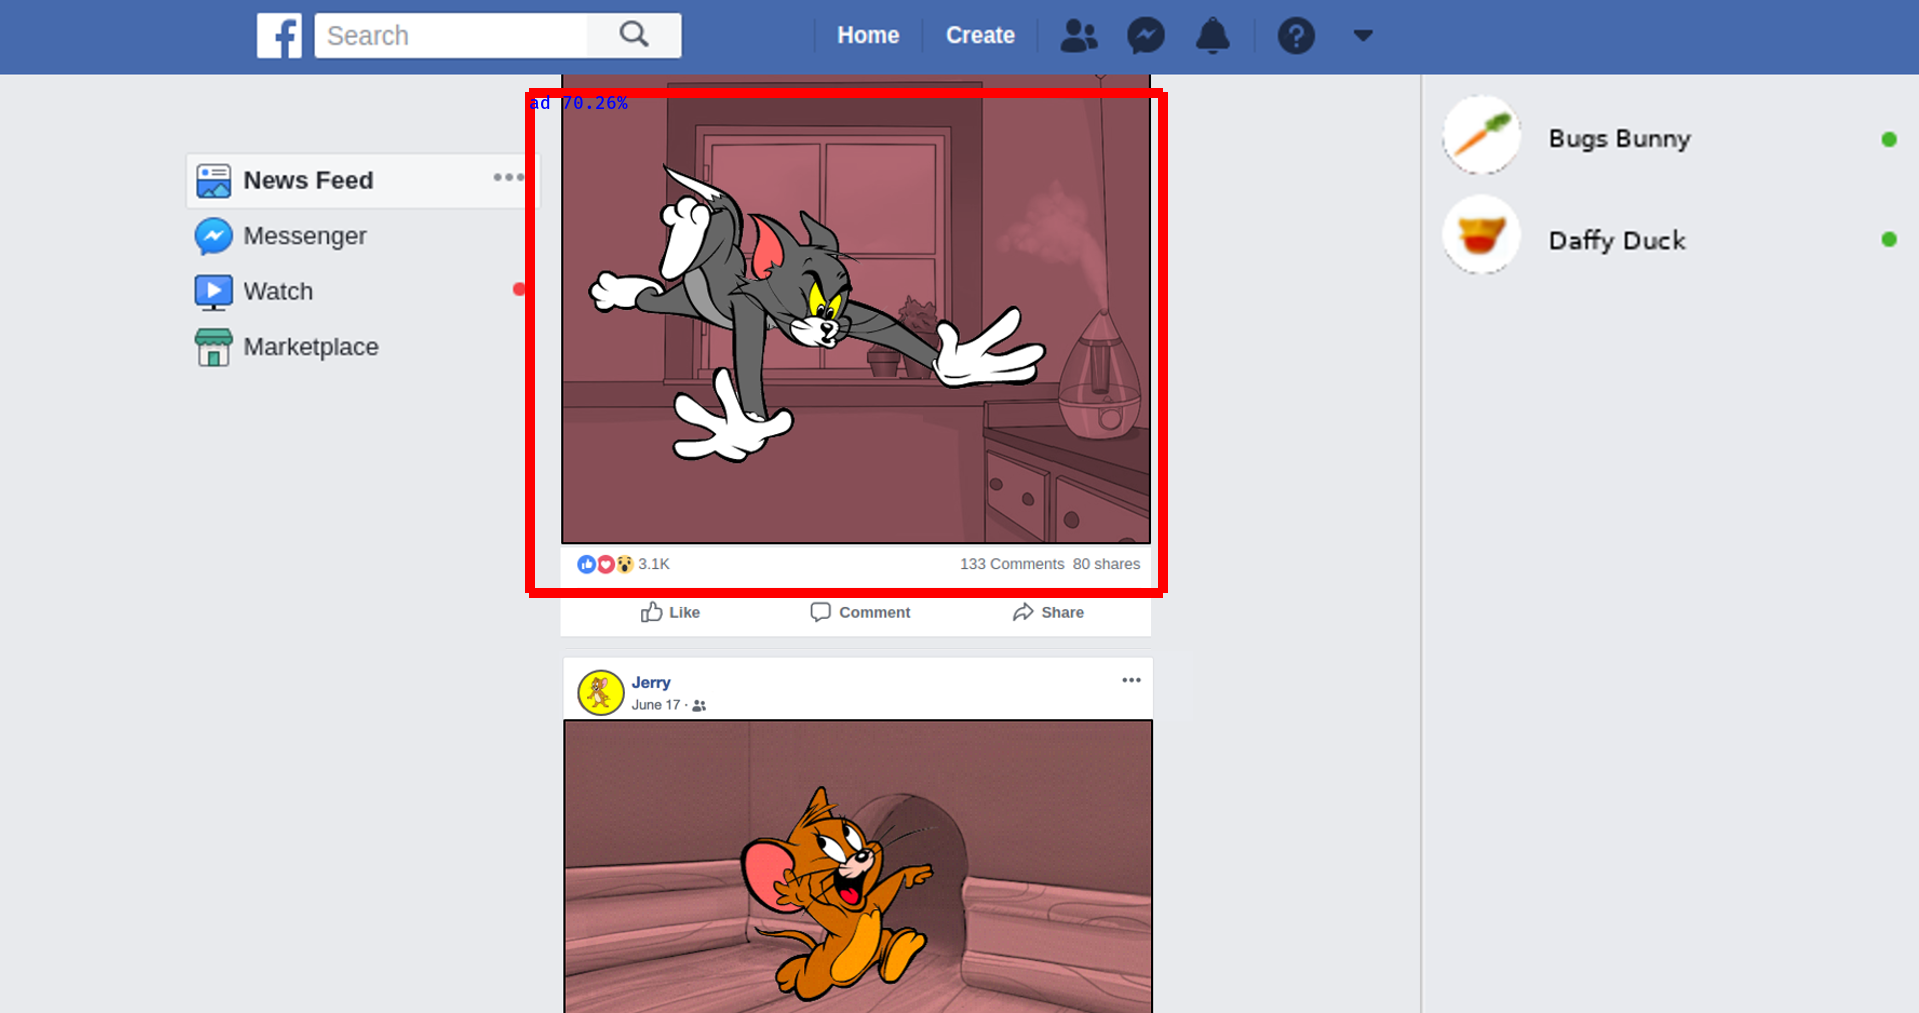 Search
Home
Create
ad 70.26%
News Feed
Messenger
Watch
Marketplace
3.1K
133 Comments 80 shares
Like
Comment
Share
Jerry
June 17 ·
Bugs Bunny
Daffy Duck